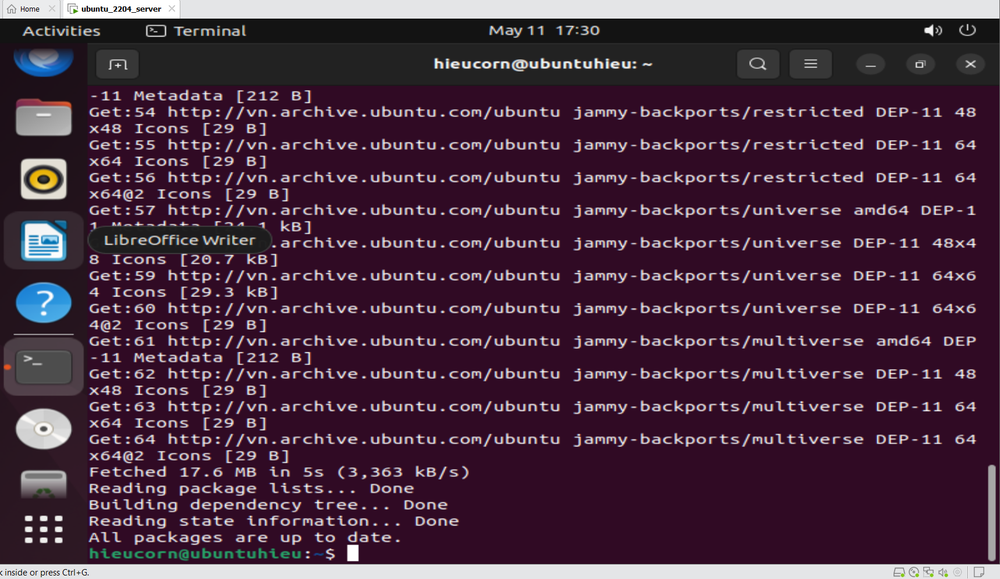 Home
ubuntu_2204_server
Activities
Terminal
May 11 17:30
hieucorn@ubuntuhieu: ~
-11 Metadata [212 B]
Get:54 http://vn.archive.ubuntu.com/ubuntu jammy-backports/restricted DEP-11 48
x48 Icons [29 B]
Get:55 http://vn.archive.ubuntu.com/ubuntu jammy-backports/restricted DEP-11 64
x64 Icons [29 B]
Get:56 http://vn.archive.ubuntu.com/ubuntu jammy-backports/restricted DEP-11 64
x64@2 Icons [29 B]
Get:57 http://vn.archive.ubuntu.com/ubuntu jammy-backports/universe amd64 DEP-1
1 Metadata [24.1 kB]
LibreOffice Writer
.archive.ubuntu.com/ubuntu jammy-backports/universe DEP-11 48x4
8 Icons [20.7 kB]
Get:59 http://vn.archive.ubuntu.com/ubuntu jammy-backports/universe DEP-11 64x6
4 Icons [29.3 kB]
Get:60 http://vn.archive.ubuntu.com/ubuntu jammy-backports/universe DEP-11 64x6
4@2 Icons [29 B]
Get:61 http://vn.archive.ubuntu.com/ubuntu jammy-backports/multiverse amd64 DEP
-11 Metadata [212 B]
Get:62 http://vn.archive.ubuntu.com/ubuntu jammy-backports/multiverse DEP-11 48
x48 Icons [29 B]
Get:63 http://vn.archive.ubuntu.com/ubuntu jammy-backports/multiverse DEP-11 64
x64 Icons [29 B]
Get:64 http://vn.archive.ubuntu.com/ubuntu jammy-backports/multiverse DEP-11 64
x64@2 Icons [29 B]
Fetched 17.6 MB in 5s (3,363 kB/s)
Reading package lists... Done
Building dependency tree... Done
Reading state information... Done
All packages are up to date.
hieucorn@ubuntuhieu:~$
k inside or press Ctrl+G.